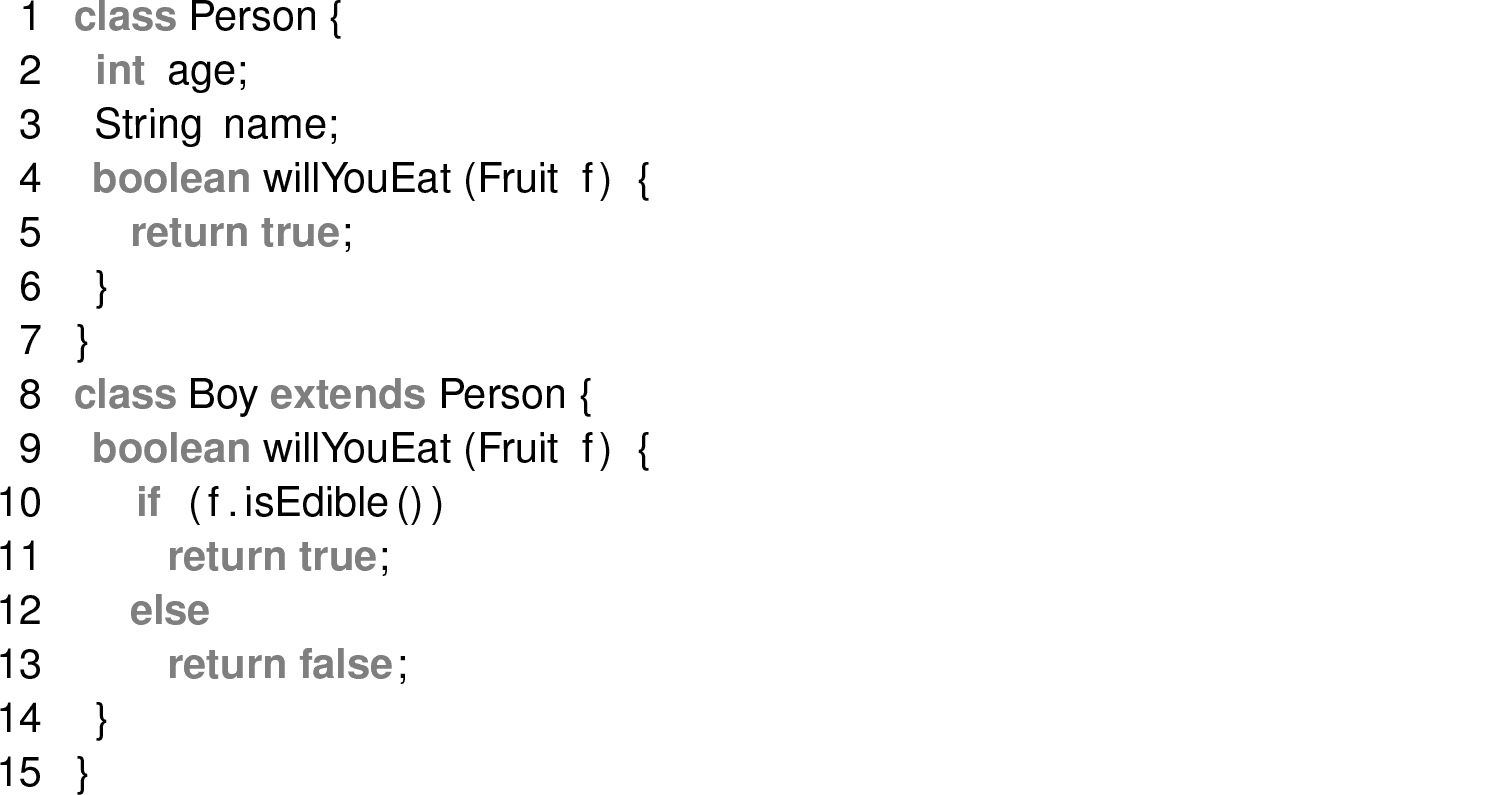 1 class Person {
2 int age;
3 String name;
4 boolean willYouEat (Fruit f) {
5 return true;
6 }
7 }
8 class Boy extends Person {
9 boolean willYouEat (Fruit f) {
10 if (f.isEdible())
11 return true;
12 else
13 return false;
14 }
15 }